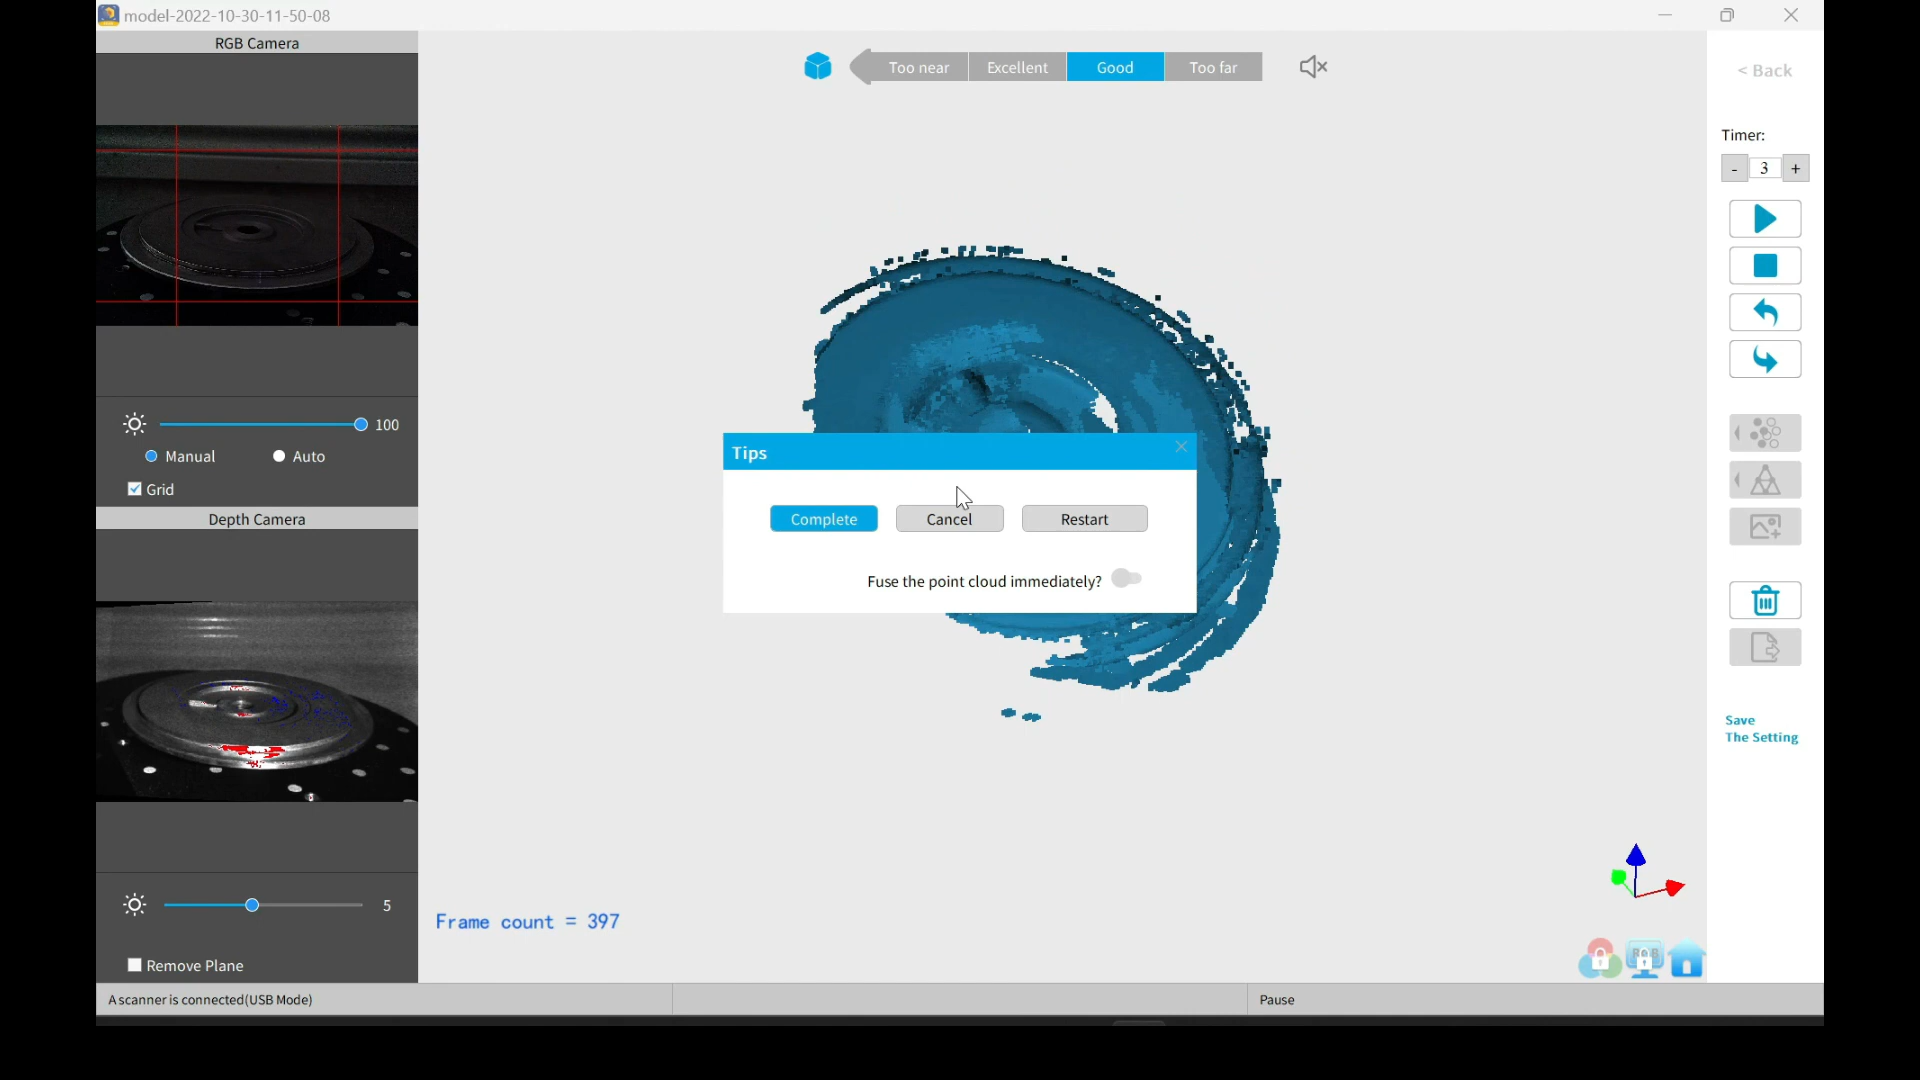 model-2022-10-30-11-50-08
RGB Camera
Too near
Excellent
Good
Too far
< Back
Timer:
- 3 +
100
Manual
Auto
Grid
Depth Camera
Tips
Complete
Cancel
Restart
Fuse the point cloud immediately?
Save
The Setting
5
Frame count = 397
Remove Plane
A scanner is connected(USB Mode)
Pause